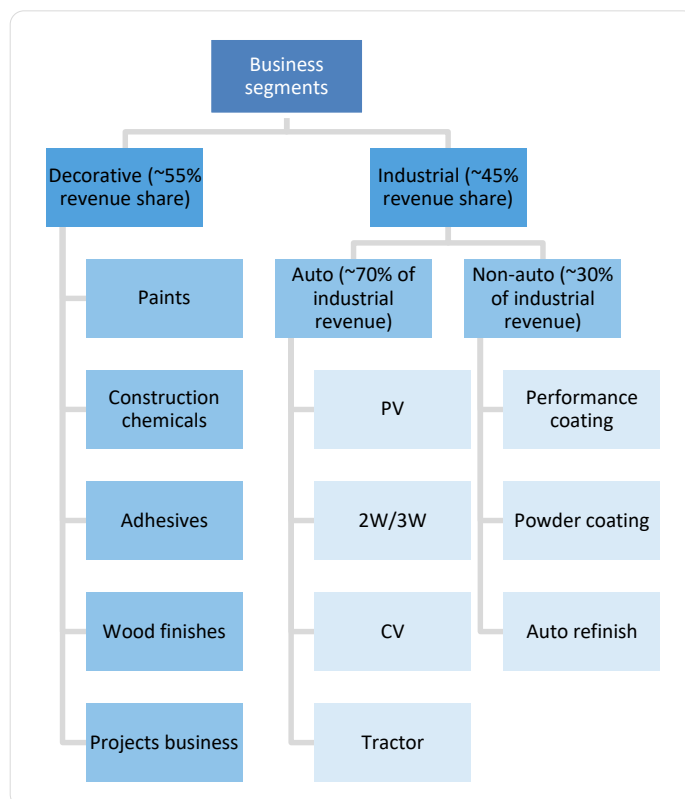 Business
segments
Decorative (~55%
revenue share)
Industrial (~45%
revenue share)
Auto (~70% of
industrial
revenue)
Non-auto (~30%
of industrial
revenue)
Paints
Construction
chemicals
Adhesives
Wood finishes
Projects business
PV
2W/3W
CV
Tractor
Performance
coating
Powder coating
Auto refinish